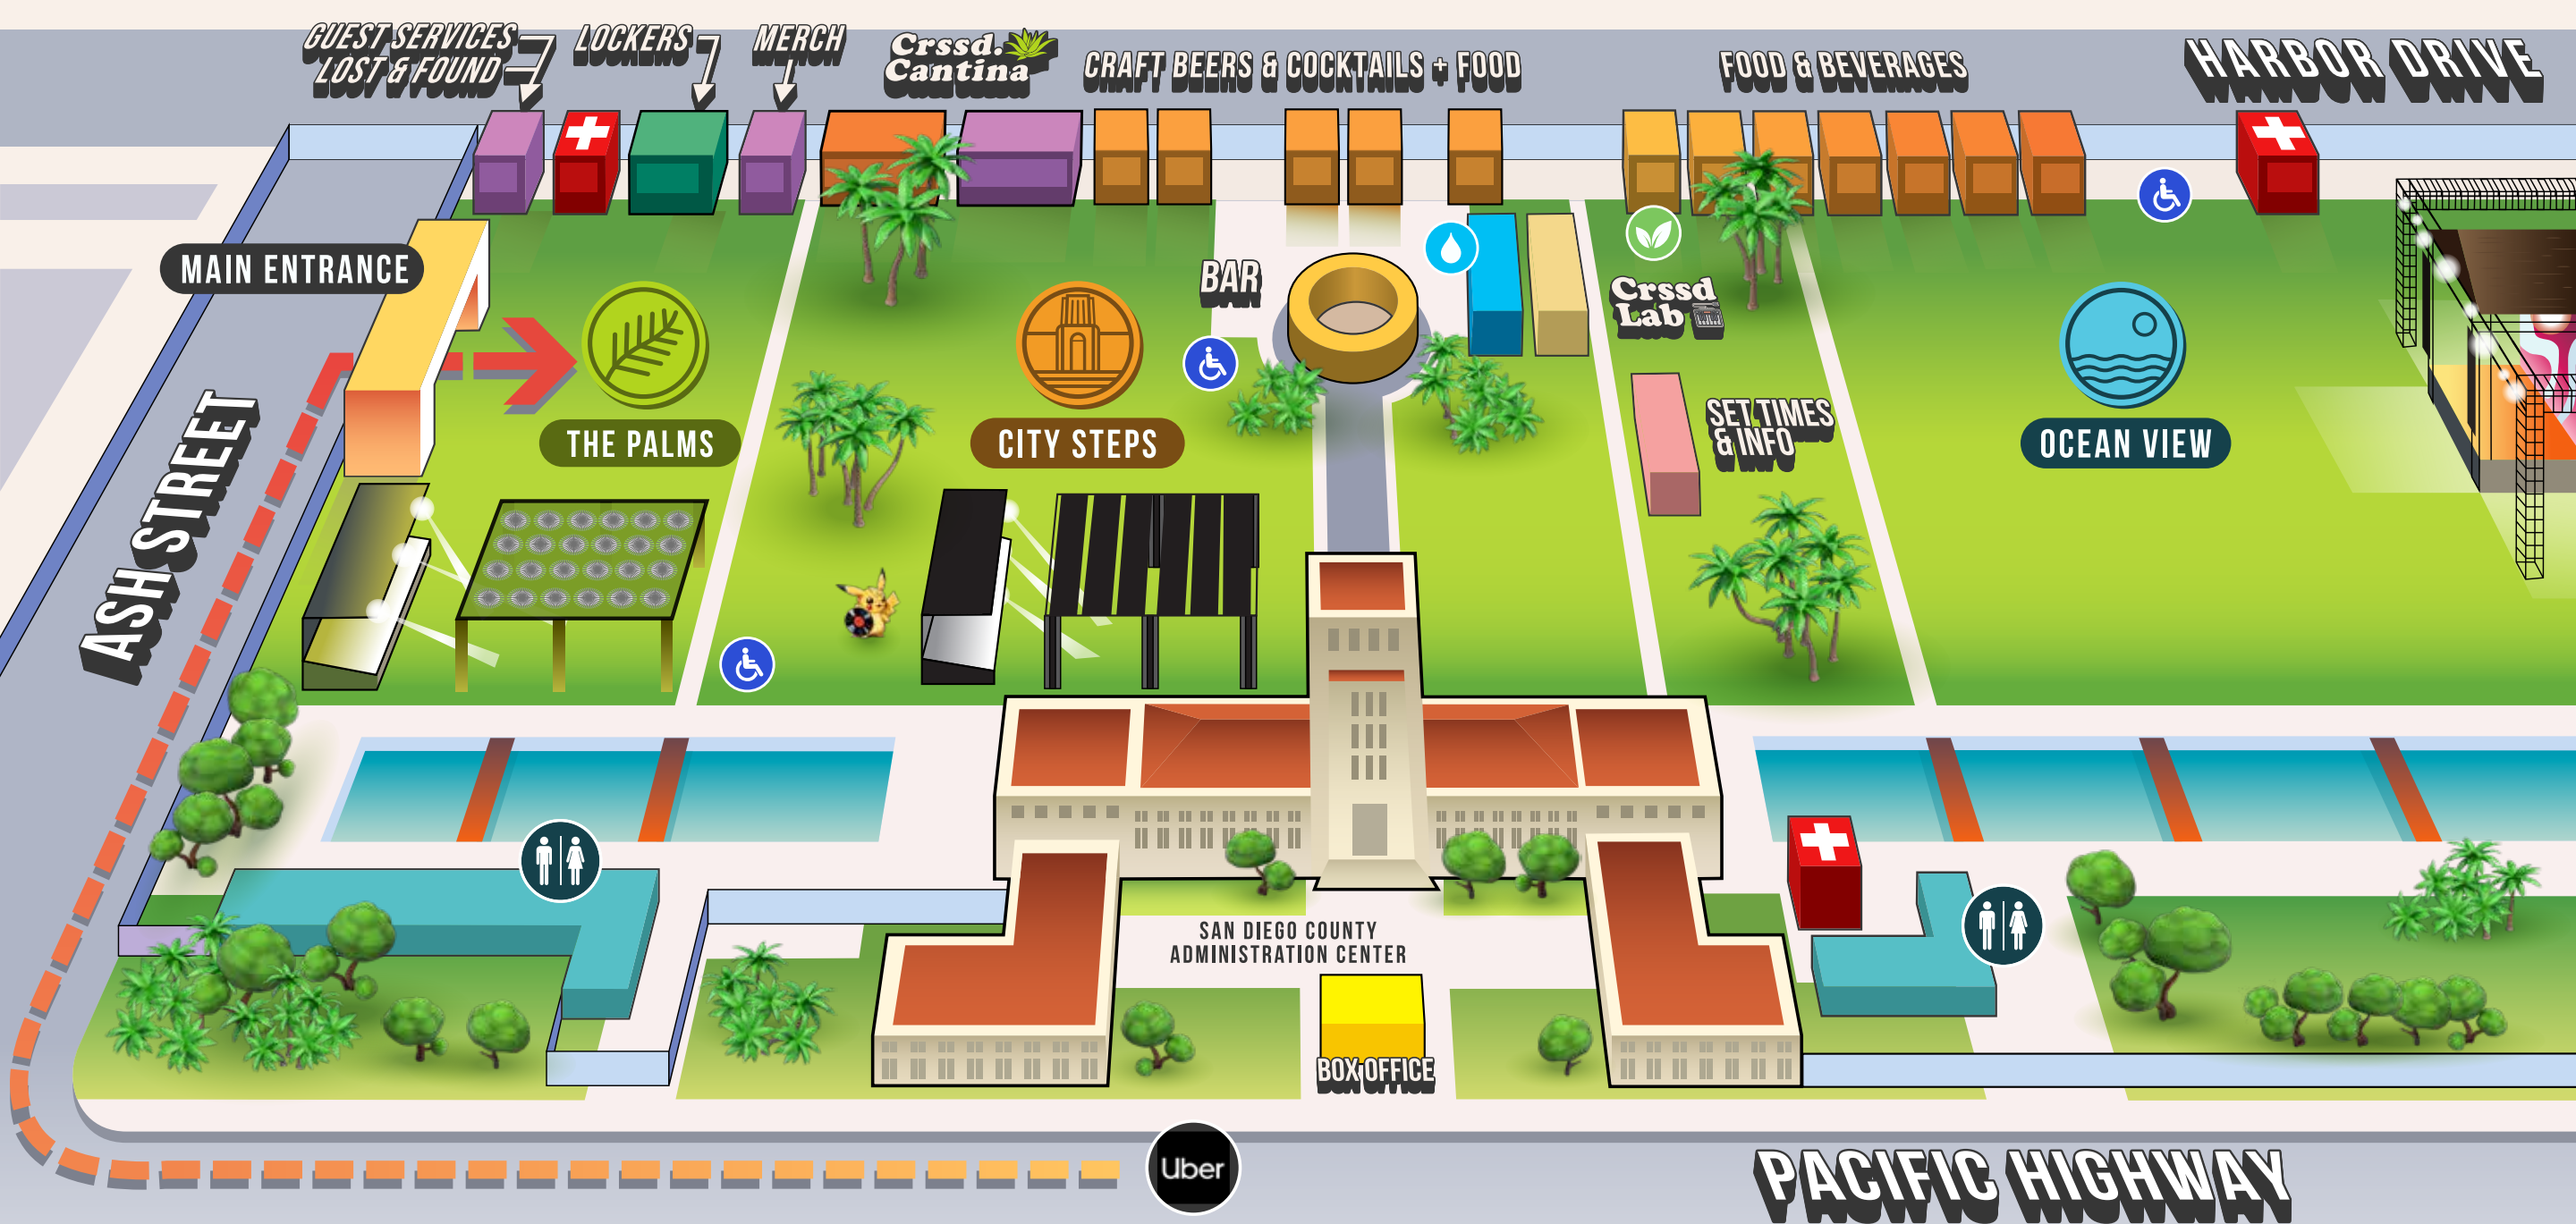 GUEST SERVICES
LOST & FOUND
LOCKERS
MERCH
Crssd.
Cantina
CRAFT BEERS & COCKTAILS + FOOD
FOOD & BEVERAGES
HARBOR DRIVE
MAIN ENTRANCE
BAR
Crssd
Lab
THE PALMS
CITY STEPS
SET TIMES
& INFO
OCEAN VIEW
ASH STREET
SAN DIEGO COUNTY
ADMINISTRATION CENTER
BOX OFFICE
Uber
PACIFIC HIGHWAY